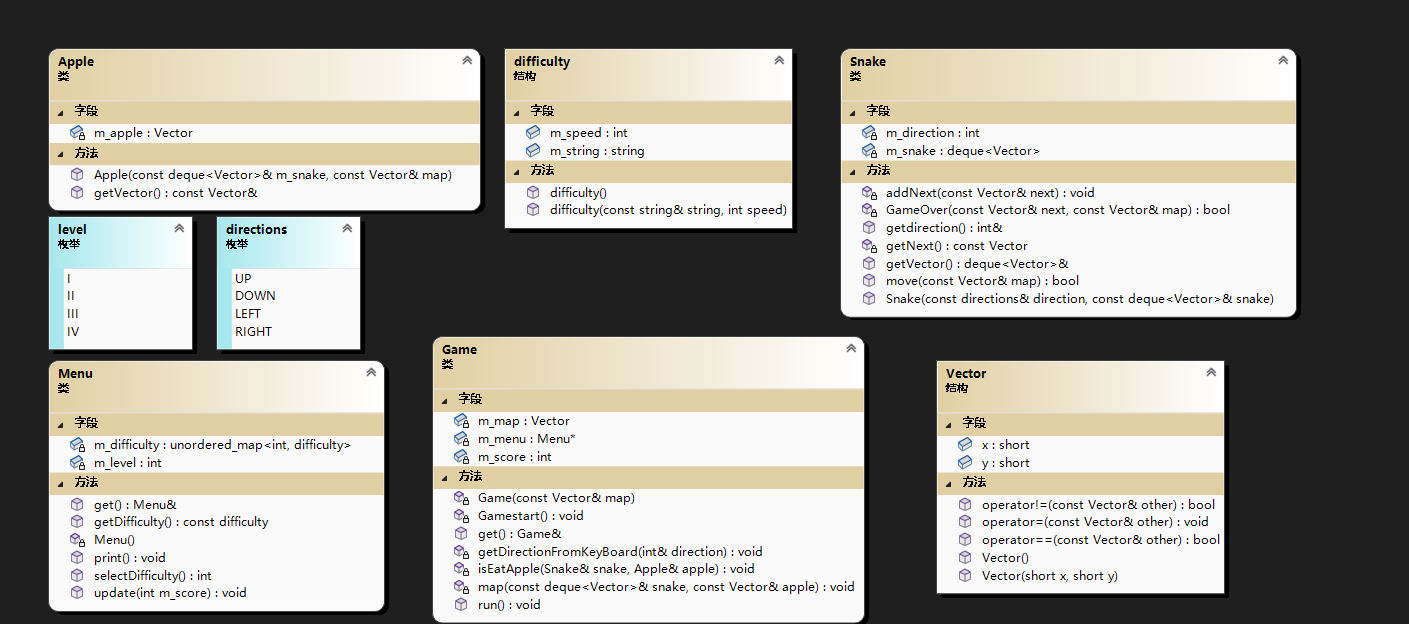 Apple
类
字段
m_apple : Vector
方法
Apple(const deque<Vector>& m_snake, const Vector& map)
getVector() : const Vector&
difficulty
结构
字段
m_speed : int
m_string : string
方法
difficulty()
difficulty(const string& string, int speed)
Snake
类
字段
m_direction : int
m_snake : deque<Vector>
方法
addNext(const Vector& next) : void
GameOver(const Vector& next, const Vector& map) : bool
getdirection() : int&
getNext() : const Vector
getVector() : deque<Vector>&
move(const Vector& map) : bool
Snake(const directions& direction, const deque<Vector>& snake)
level
枚举
I
II
III
IV
directions
枚举
UP
DOWN
LEFT
RIGHT
Menu
类
字段
m_difficulty : unordered_map<int, difficulty>
m_level : int
方法
get() : Menu&
getDifficulty() : const difficulty
Menu()
print() : void
selectDifficulty() : int
update(int m_score) : void
Game
类
字段
m_map : Vector
m_menu : Menu*
m_score : int
方法
Game(const Vector& map)
Gamestart() : void
get() : Game&
getDirectionFromKeyBoard(int& direction) : void
isEatApple(Snake& snake, Apple& apple) : void
map(const deque<Vector>& snake, const Vector& apple) : void
run() : void
Vector
结构
字段
x : short
y : short
方法
operator!=(const Vector& other) : bool
operator=(const Vector& other) : void
operator==(const Vector& other) : bool
Vector()
Vector(short x, short y)